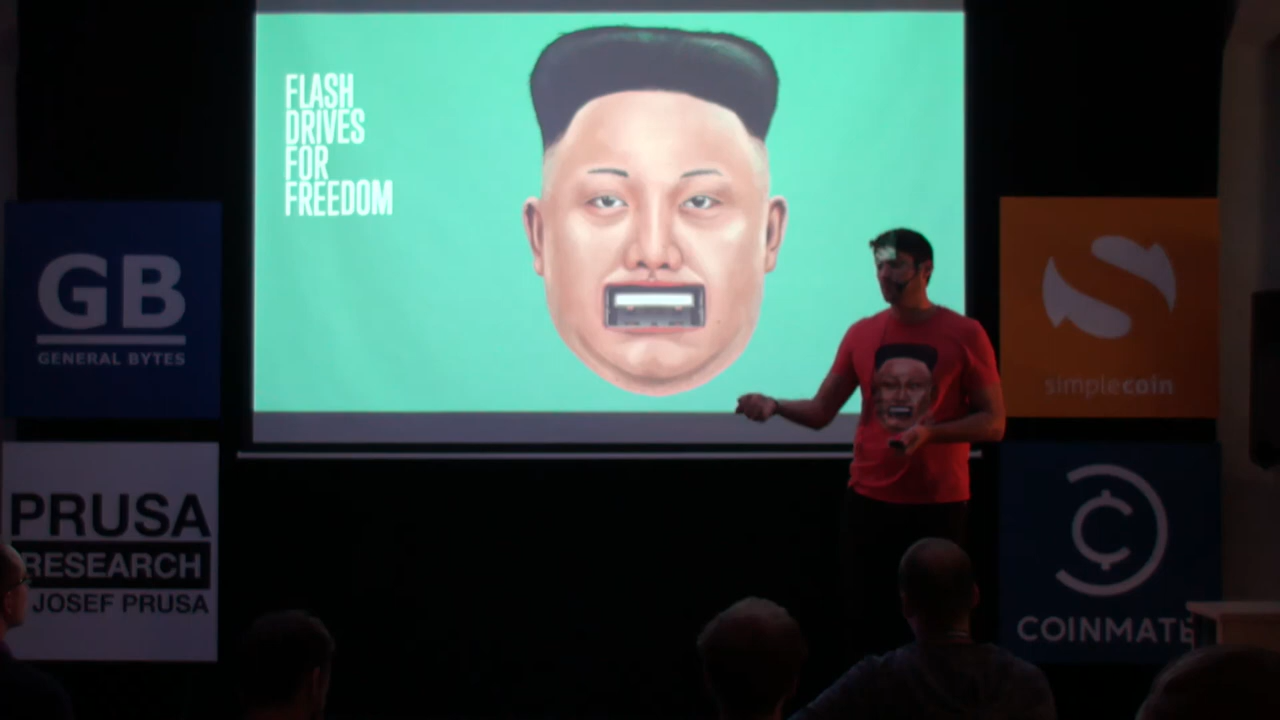 FLASH
DRIVES
FOR
FREEDOM
GB
GENERAL BYTES
simplecoin
PRUSA
RESEARCH
JOSEF PRUSA
COINMATE